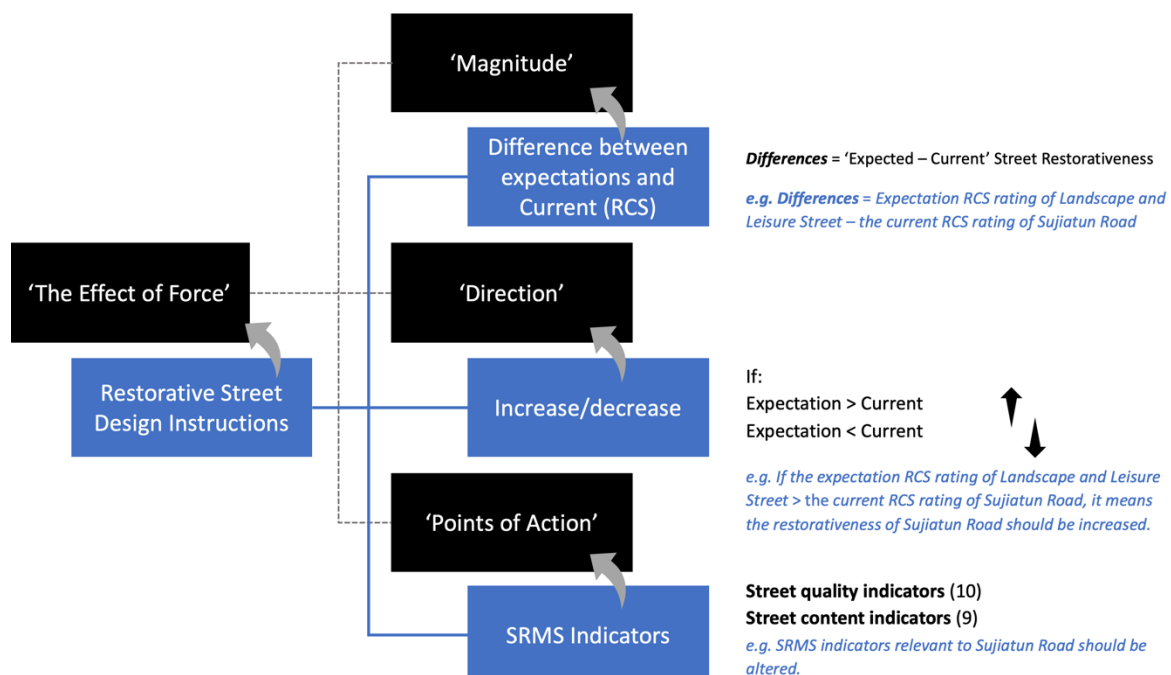 ‘Magnitude’
Difference between
expectations and
Current (RCS)
Differences = ‘Expected – Current’ Street Restorativeness
e.g. Differences = Expectation RCS rating of Landscape and
Leisure Street – the current RCS rating of Sujiatun Road
‘The Effect of Force’
Restorative Street
Design Instructions
‘Direction’
Increase/decrease
If:
Expectation > Current
Expectation < Current
e.g. If the expectation RCS rating of Landscape and Leisure
Street > the current RCS rating of Sujiatun Road, it means
the restorativeness of Sujiatun Road should be increased.
‘Points of Action’
SRMS Indicators
Street quality indicators (10)
Street content indicators (9)
e.g. SRMS indicators relevant to Sujiatun Road should be
altered.